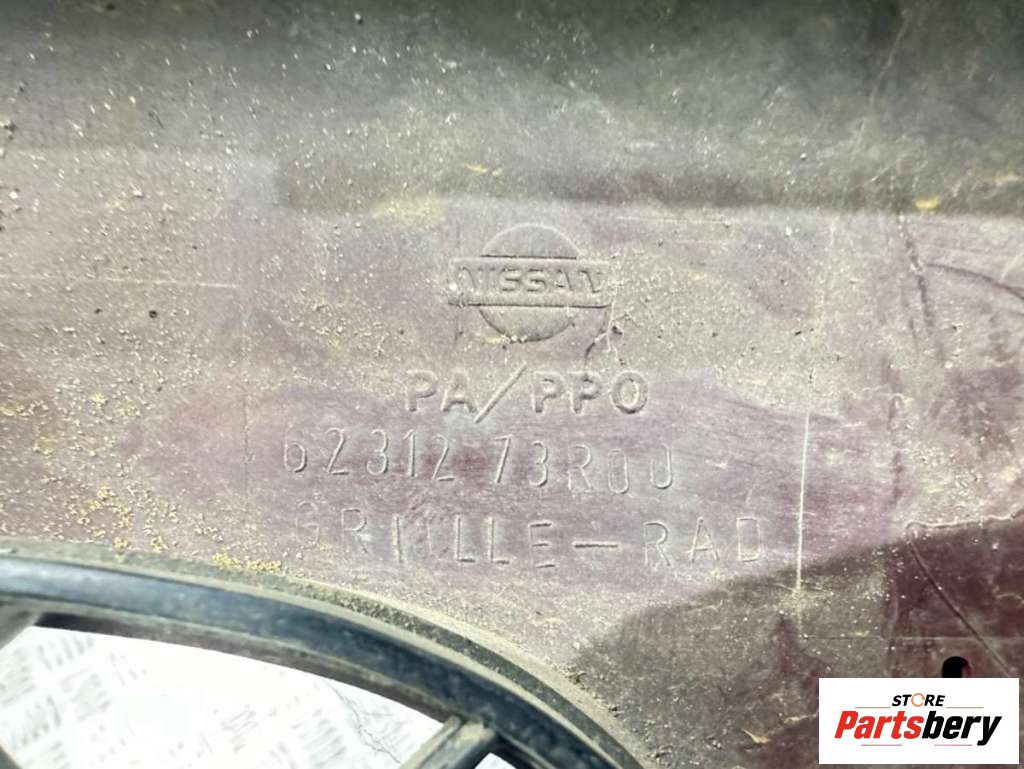 NISSAN
PA/PPO
62312 73R00
GRILLE-RAD
STORE
Partsbery